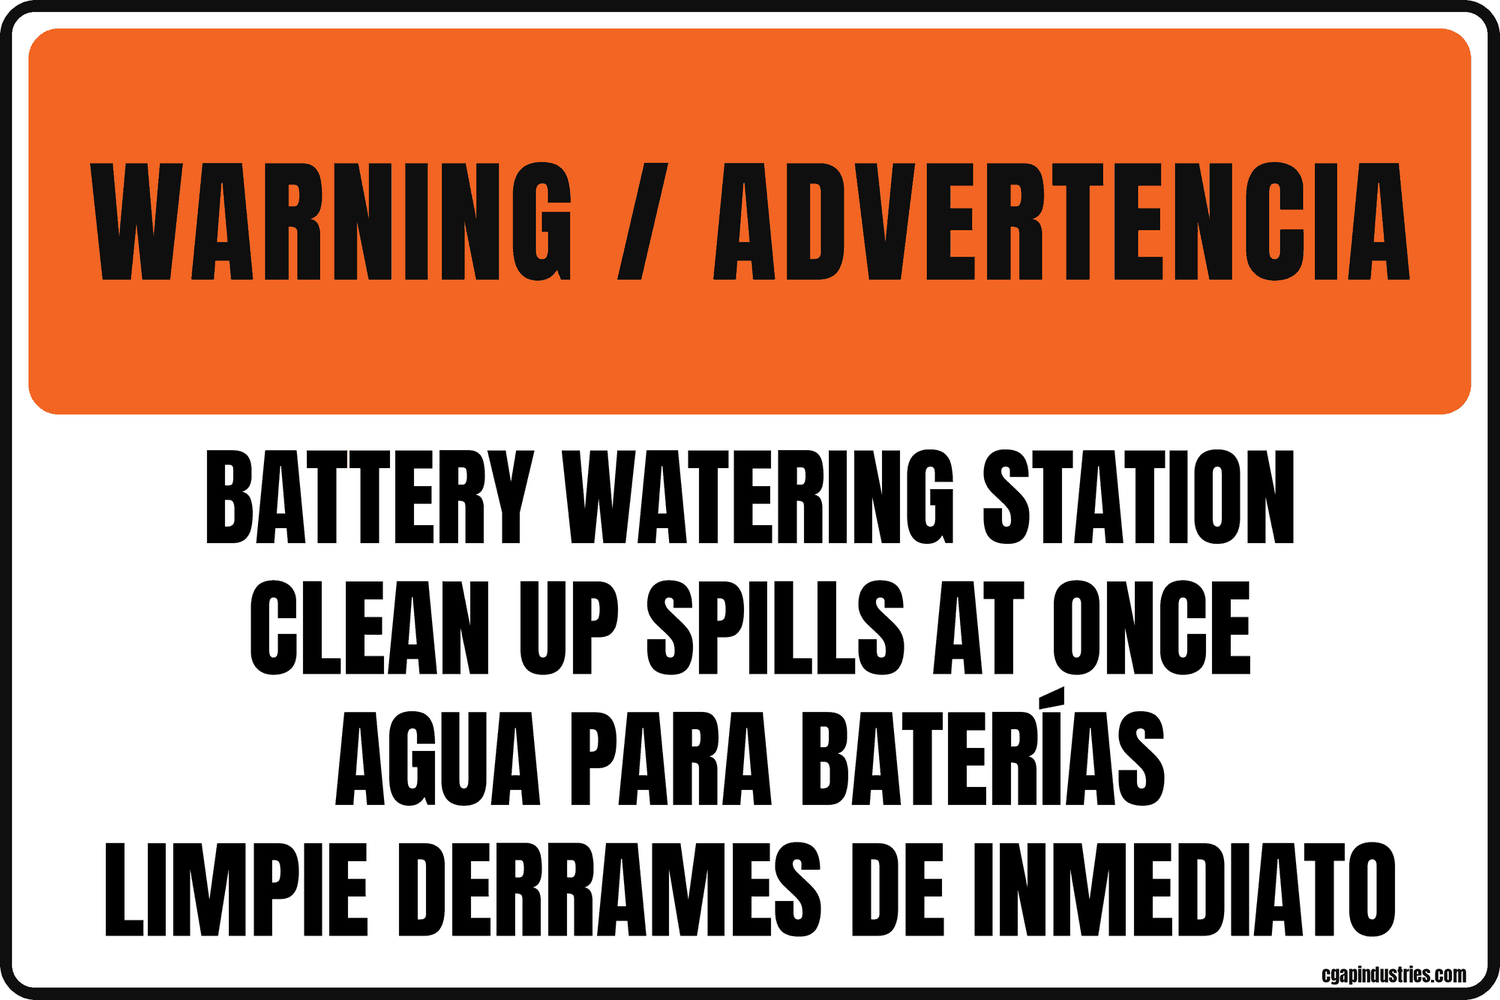 WARNING / ADVERTENCIA
BATTERY WATERING STATION
CLEAN UP SPILLS AT ONCE
AGUA PARA BATERÍAS
LIMPIE DERRAMES DE INMEDIATO
cgapindustries.com